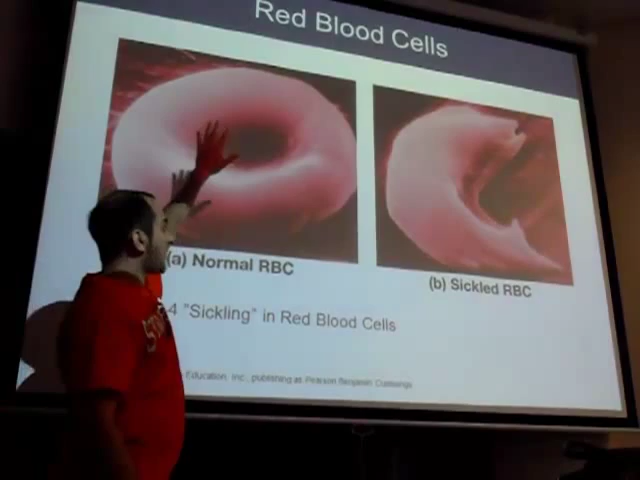 Red Blood Cells
(a) Normal RBC
(b) Sickled RBC
4 "Sickling" in Red Blood Cells
Education, Inc., publishing as Pearson Benjamin Cummings